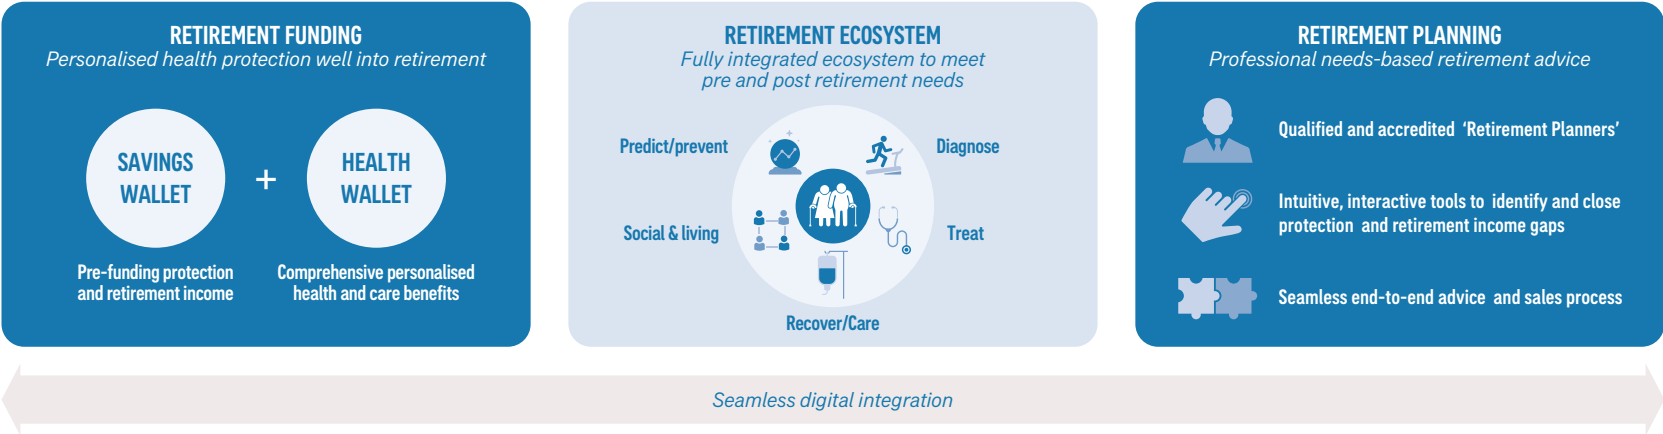 RETIREMENT FUNDING
Personalised health protection well into retirement
SAVINGS
WALLET
+
HEALTH
WALLET
Pre-funding protection
and retirement income
Comprehensive personalised
health and care benefits
RETIREMENT ECOSYSTEM
Fully integrated ecosystem to meet
pre and post retirement needs
Predict/prevent
Diagnose
Social & living
Treat
Recover/Care
RETIREMENT PLANNING
Professional needs-based retirement advice
Qualified and accredited ‘Retirement Planners’
Intuitive, interactive tools to identify and close
protection and retirement income gaps
Seamless end-to-end advice and sales process
Seamless digital integration